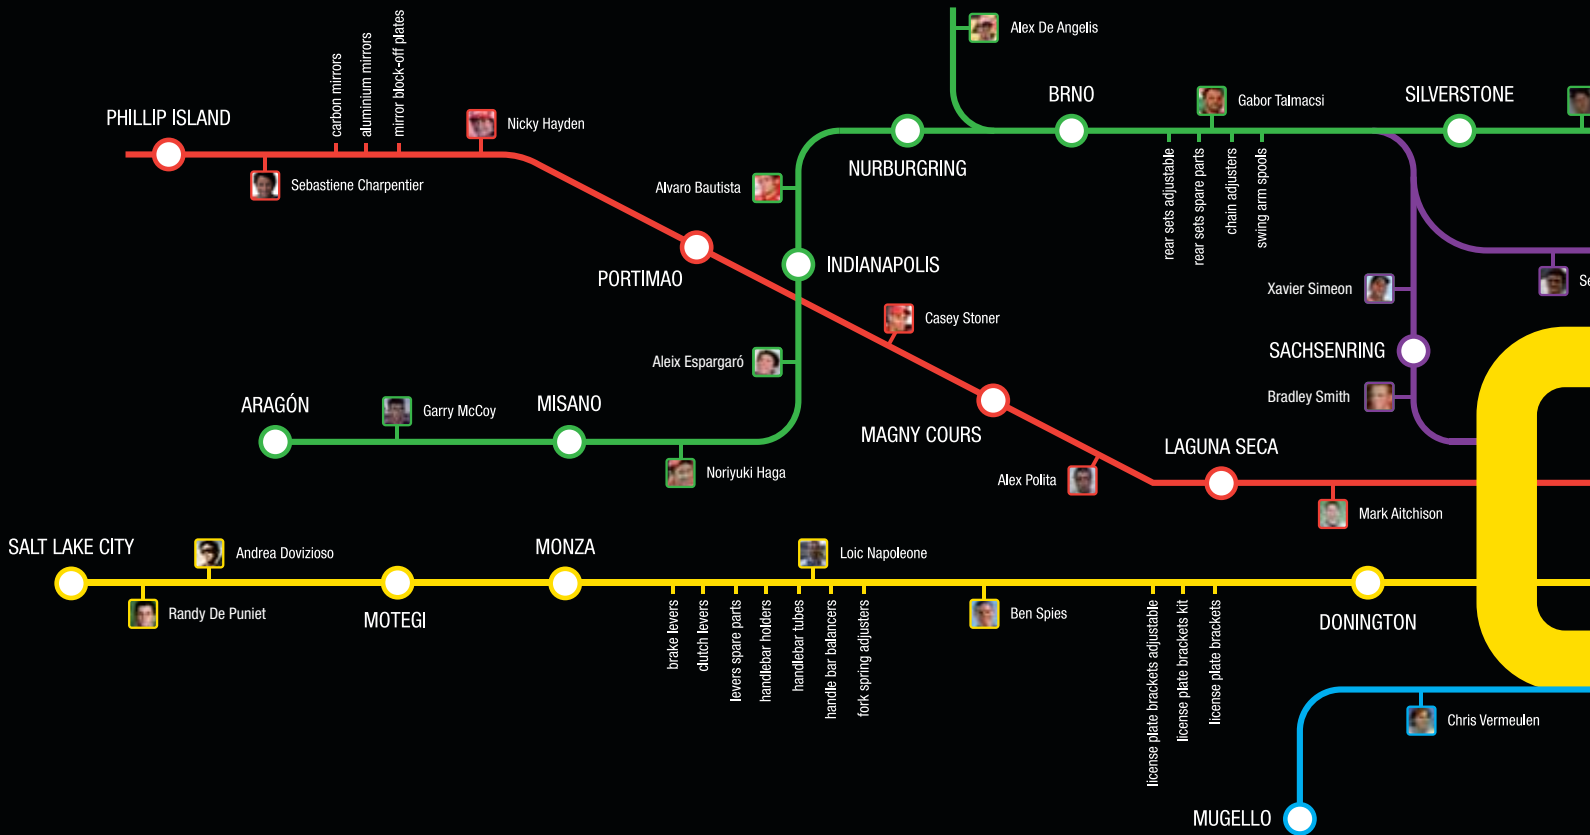 Alex De Angelis
carbon mirrors
aluminium mirrors
mirror block-off plates
PHILLIP ISLAND
Nicky Hayden
Sebastiene Charpentier
BRNO
Gabor Talmacsi
SILVERSTONE
NURBURGRING
Alvaro Bautista
rear sets adjustable
rear sets spare parts
chain adjusters
swing arm spools
PORTIMAO
INDIANAPOLIS
Xavier Simeon
Se
Casey Stoner
Aleix Espargaró
SACHSENRING
Bradley Smith
ARAGÓN
Garry McCoy
MISANO
MAGNY COURS
LAGUNA SECA
Noriyuki Haga
Alex Polita
Mark Aitchison
SALT LAKE CITY
Andrea Dovizioso
MONZA
Loic Napoleone
Randy De Puniet
MOTEGI
brake levers
clutch levers
levers spare parts
handlebar holders
handlebar tubes
handle bar balancers
fork spring adjusters
Ben Spies
license plate brackets adjustable
license plate brackets kit
license plate brackets
DONINGTON
Chris Vermeulen
MUGELLO